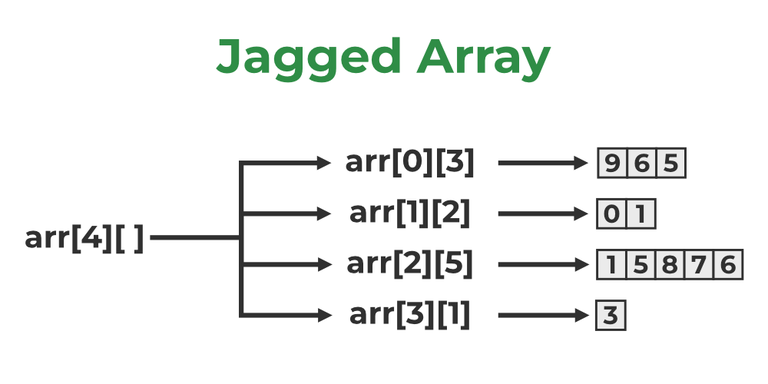 Jagged Array
arr[0][3] 9 6 5
arr[1][2] 0 1
arr[4][ ]
arr[2][5] 1 5 8 7 6
arr[3][1] 3